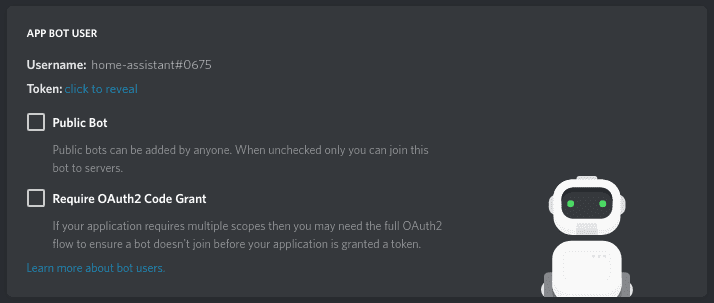 APP BOT USER
Username: home-assistant#0675
Token: click to reveal
Public Bot
Public bots can be added by anyone. When unchecked only you can join this
bot to servers.
Require OAuth2 Code Grant
If your application requires multiple scopes then you may need the full OAuth2
flow to ensure a bot doesn't join before your application is granted a token.
Learn more about bot users.